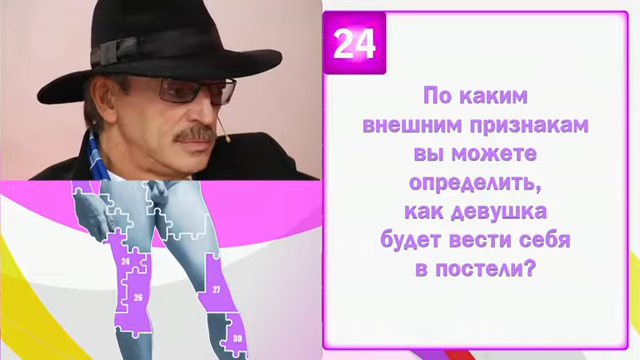 24
По каким
внешним признакам
вы можете
определить,
как девушка
будет вести себя
в постели?
24
26
27
30